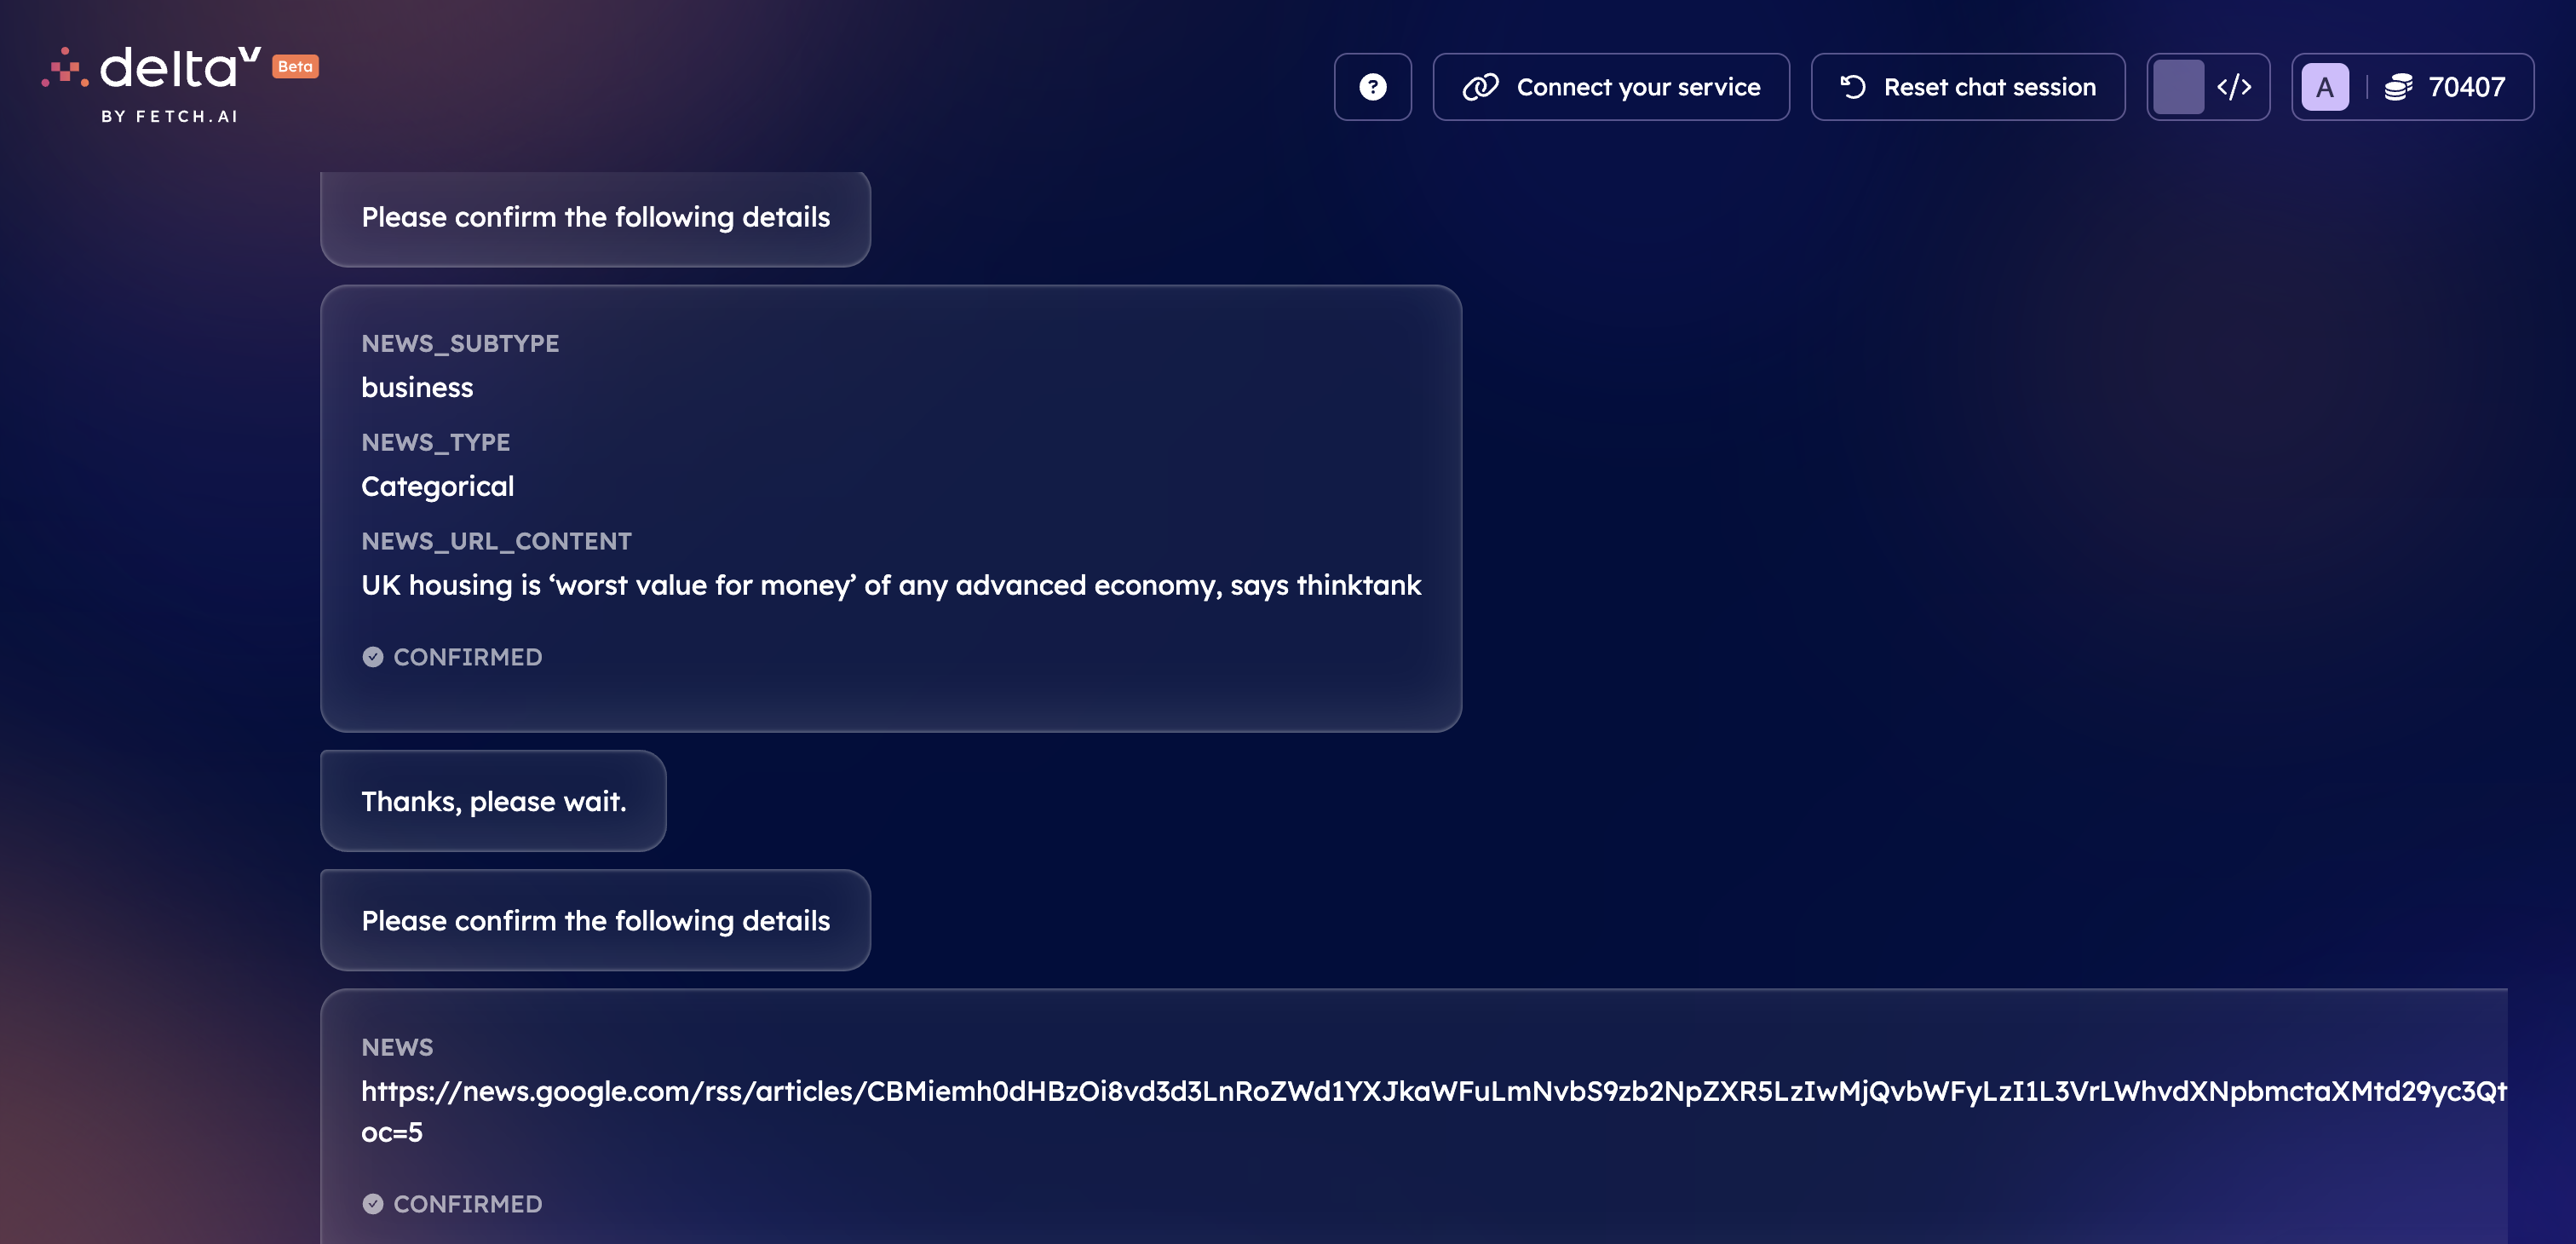 deltaV Beta
BY FETCH.AI
? Connect your service Reset chat session </> A 70407
Please confirm the following details
NEWS_SUBTYPE
business
NEWS_TYPE
Categorical
NEWS_URL_CONTENT
UK housing is ‘worst value for money’ of any advanced economy, says thinktank
CONFIRMED
Thanks, please wait.
Please confirm the following details
NEWS
https://news.google.com/rss/articles/CBMiemh0dHBzOi8vd3d3LnRoZWd1YXJkaWFuLmNvbS9zb2NpZXR5LzIwMjQvbWFyLzI1L3VrLWhvdXNpbmctaXMtd29yc3Qt
oc=5
CONFIRMED